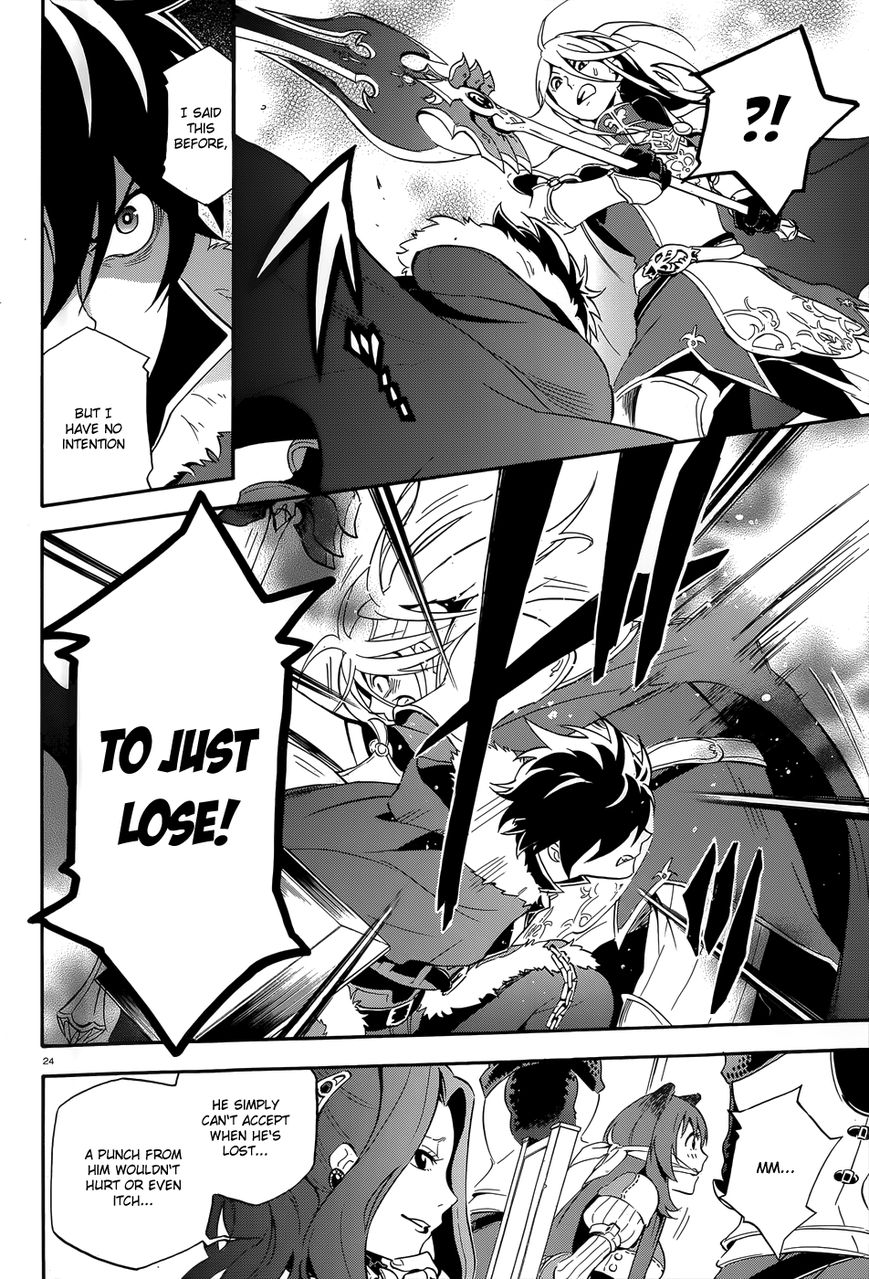 ?!
I SAID
THIS
BEFORE,
BUT I
HAVE NO
INTENTION
TO JUST
LOSE!
24
MM...
HE SIMPLY
CAN'T ACCEPT
WHEN HE'S
LOST...
A PUNCH FROM
HIM WOULDN'T
HURT OR EVEN
ITCH...